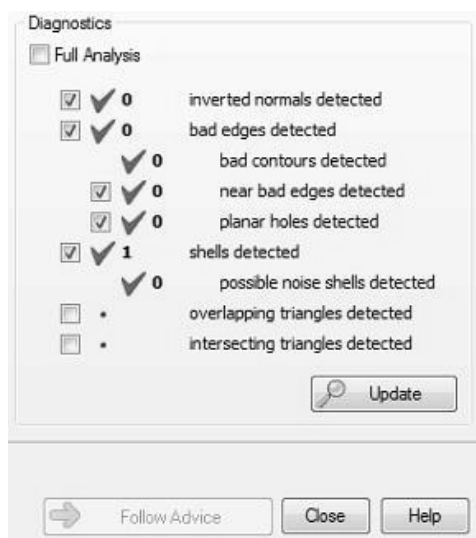 Diagnostics
Full Analysis
0 inverted normals detected
0 bad edges detected
0 bad contours detected
0 near bad edges detected
0 planar holes detected
1 shells detected
0 possible noise shells detected
overlapping triangles detected
intersecting triangles detected
Update
Follow Advice Close Help